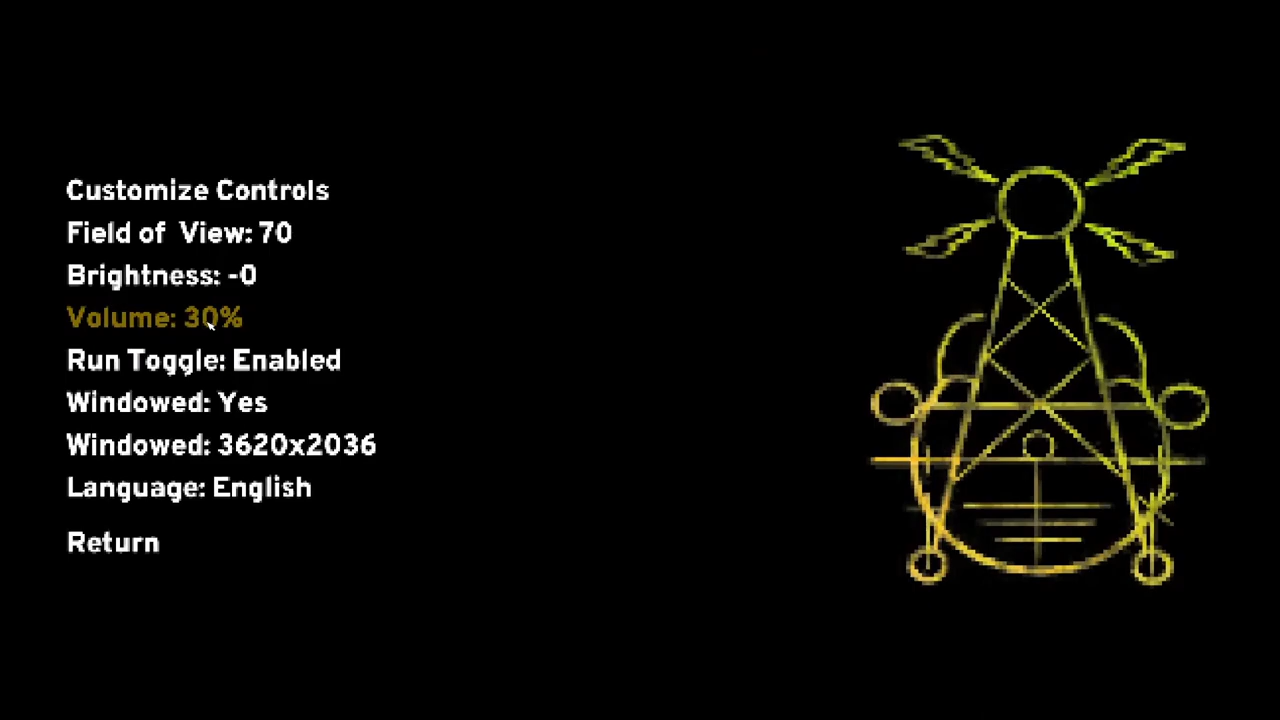 Customize Controls
Field of  View: 70
Brightness: -0
Volume: 30%
Run Toggle: Enabled
Windowed: Yes
Windowed: 3620x2036
Language: English
Return